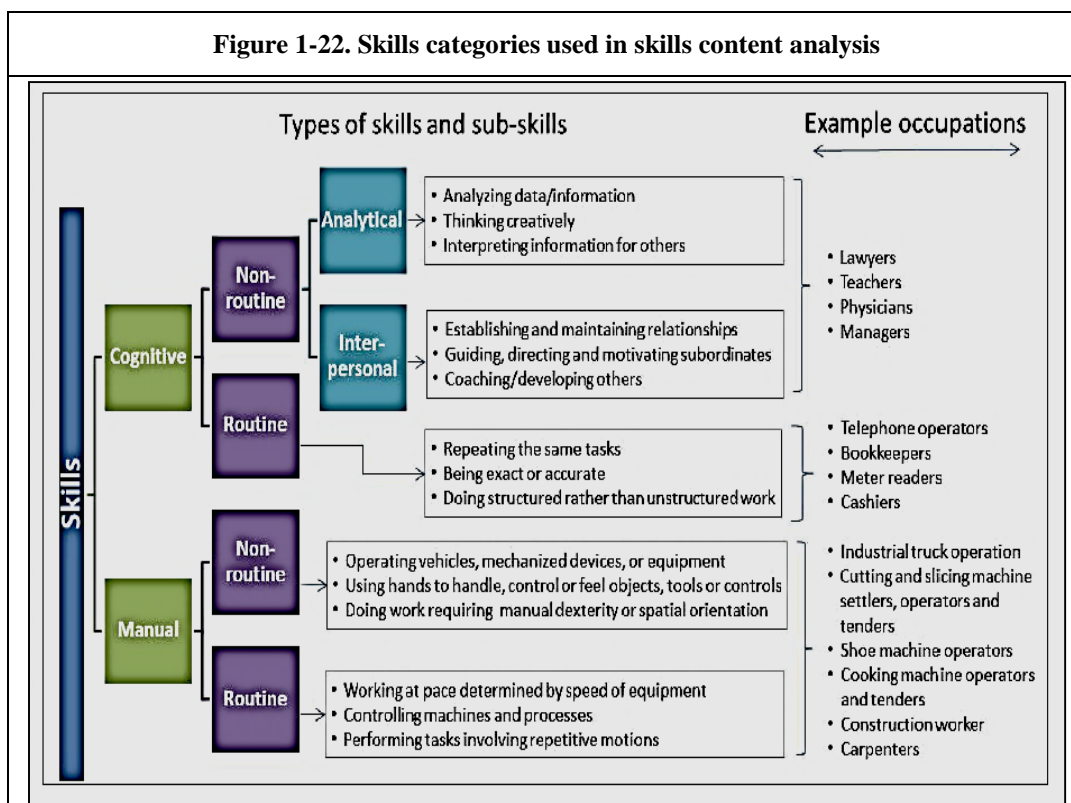 Figure 1-22. Skills categories used in skills content analysis
Types of skills and sub-skills
Example occupations
Skills
Cognitive
Non-
routine
Analytical
• Analyzing data/information
• Thinking creatively
• Interpreting information for others
Inter-
personal
• Establishing and maintaining relationships
• Guiding, directing and motivating subordinates
• Coaching/developing others
• Lawyers
• Teachers
• Physicians
• Managers
Routine
• Repeating the same tasks
• Being exact or accurate
• Doing structured rather than unstructured work
• Telephone operators
• Bookkeepers
• Meter readers
• Cashiers
Manual
Non-
routine
• Operating vehicles, mechanized devices, or equipment
• Using hands to handle, control or feel objects, tools or controls
• Doing work requiring manual dexterity or spatial orientation
Routine
• Working at pace determined by speed of equipment
• Controlling machines and processes
• Performing tasks involving repetitive motions
• Industrial truck operation
• Cutting and slicing machine
settlers, operators and
tenders
• Shoe machine operators
• Cooking machine operators
and tenders
• Construction worker
• Carpenters